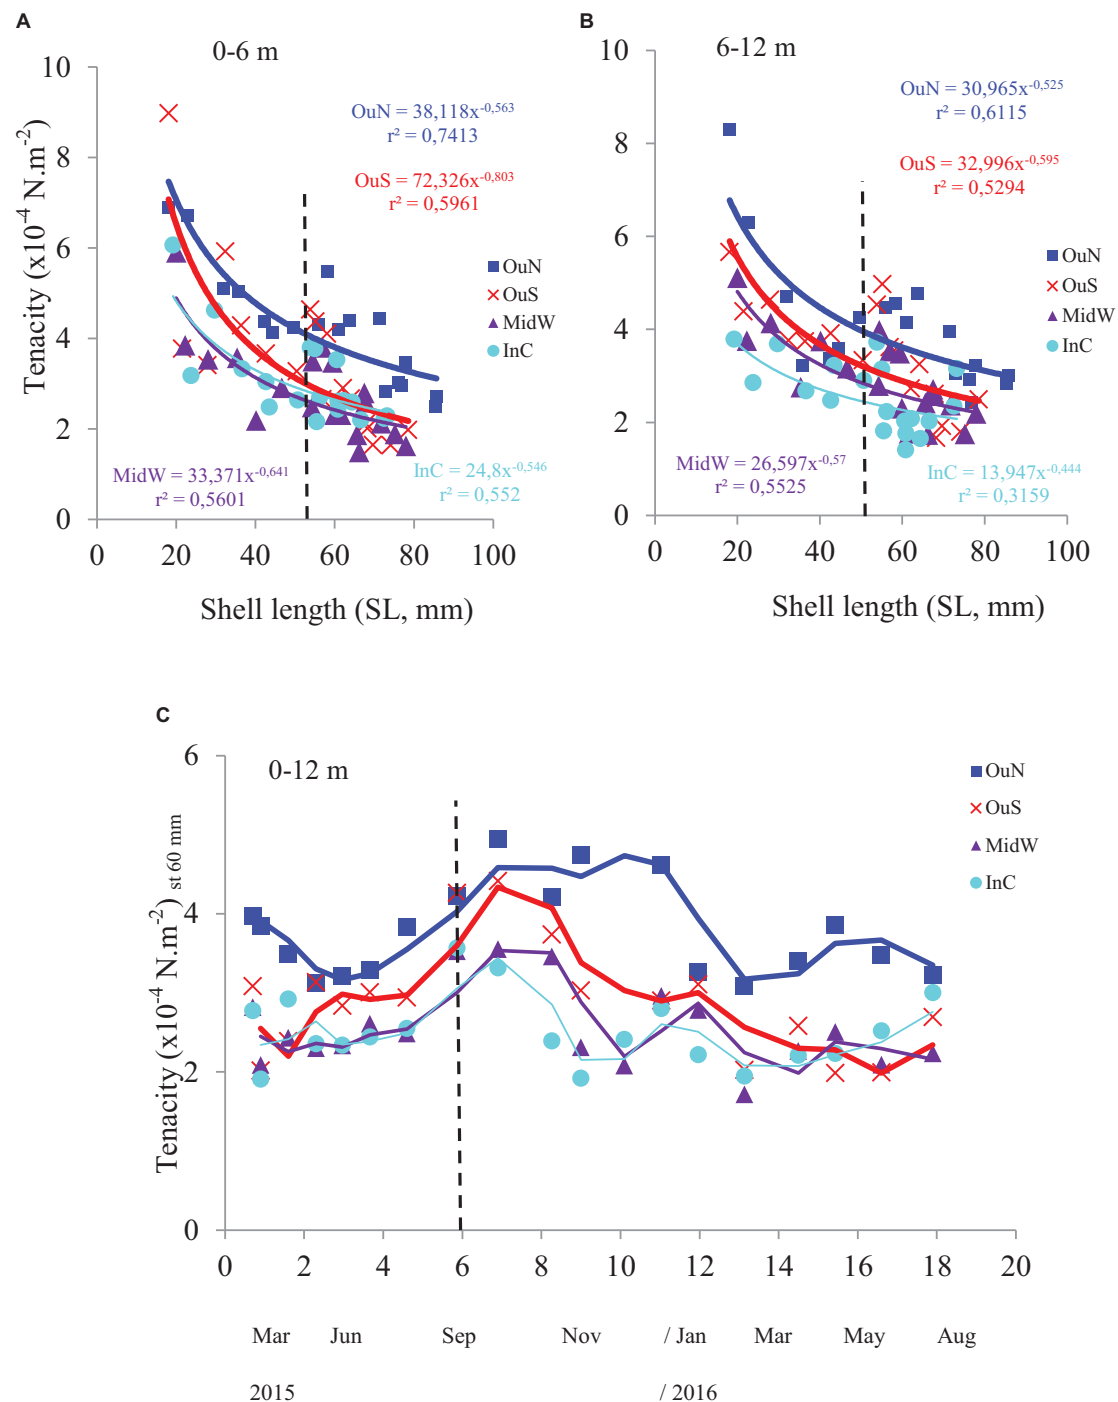 A
0-6 m
10
8
6
4
2
0
Tenacity (x10-4 N.m-2)
OuN = 38,118x-0,563
r² = 0,7413
OuS = 72,326x-0,803
r² = 0,5961
OuN
OuS
MidW
InC
MidW = 33,371x-0,641
r² = 0,5601
InC = 24,8x-0,546
r² = 0,552
0 20 40 60 80 100
Shell length (SL, mm)
B
6-12 m
10
8
6
4
2
0
OuN = 30,965x-0,525
r² = 0,6115
OuS = 32,996x-0,595
r² = 0,5294
OuN
OuS
MidW
InC
MidW = 26,597x-0,57
r² = 0,5525
InC = 13,947x-0,444
r² = 0,3159
0 20 40 60 80 100
Shell length (SL, mm)
C
0-12 m
6
4
2
0
Tenacity (x10-4 N.m-2) st 60 mm
OuN
OuS
MidW
InC
0 2 4 6 8 10 12 14 16 18 20
Mar Jun Sep Nov / Jan Mar May Aug
2015 / 2016